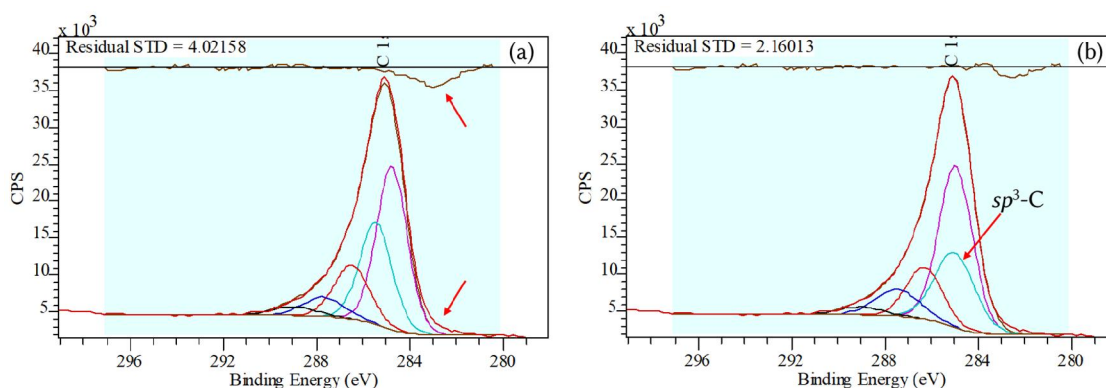 x 10³
Residual STD = 4.02158
C 1
(a)
40
35
30
25
20
15
10
5
CPS
296
292
288
284
280
Binding Energy (eV)
x 10³
Residual STD = 2.16013
C 1
(b)
40
35
30
25
20
15
10
5
CPS
sp³-C
296
292
288
284
280
Binding Energy (eV)